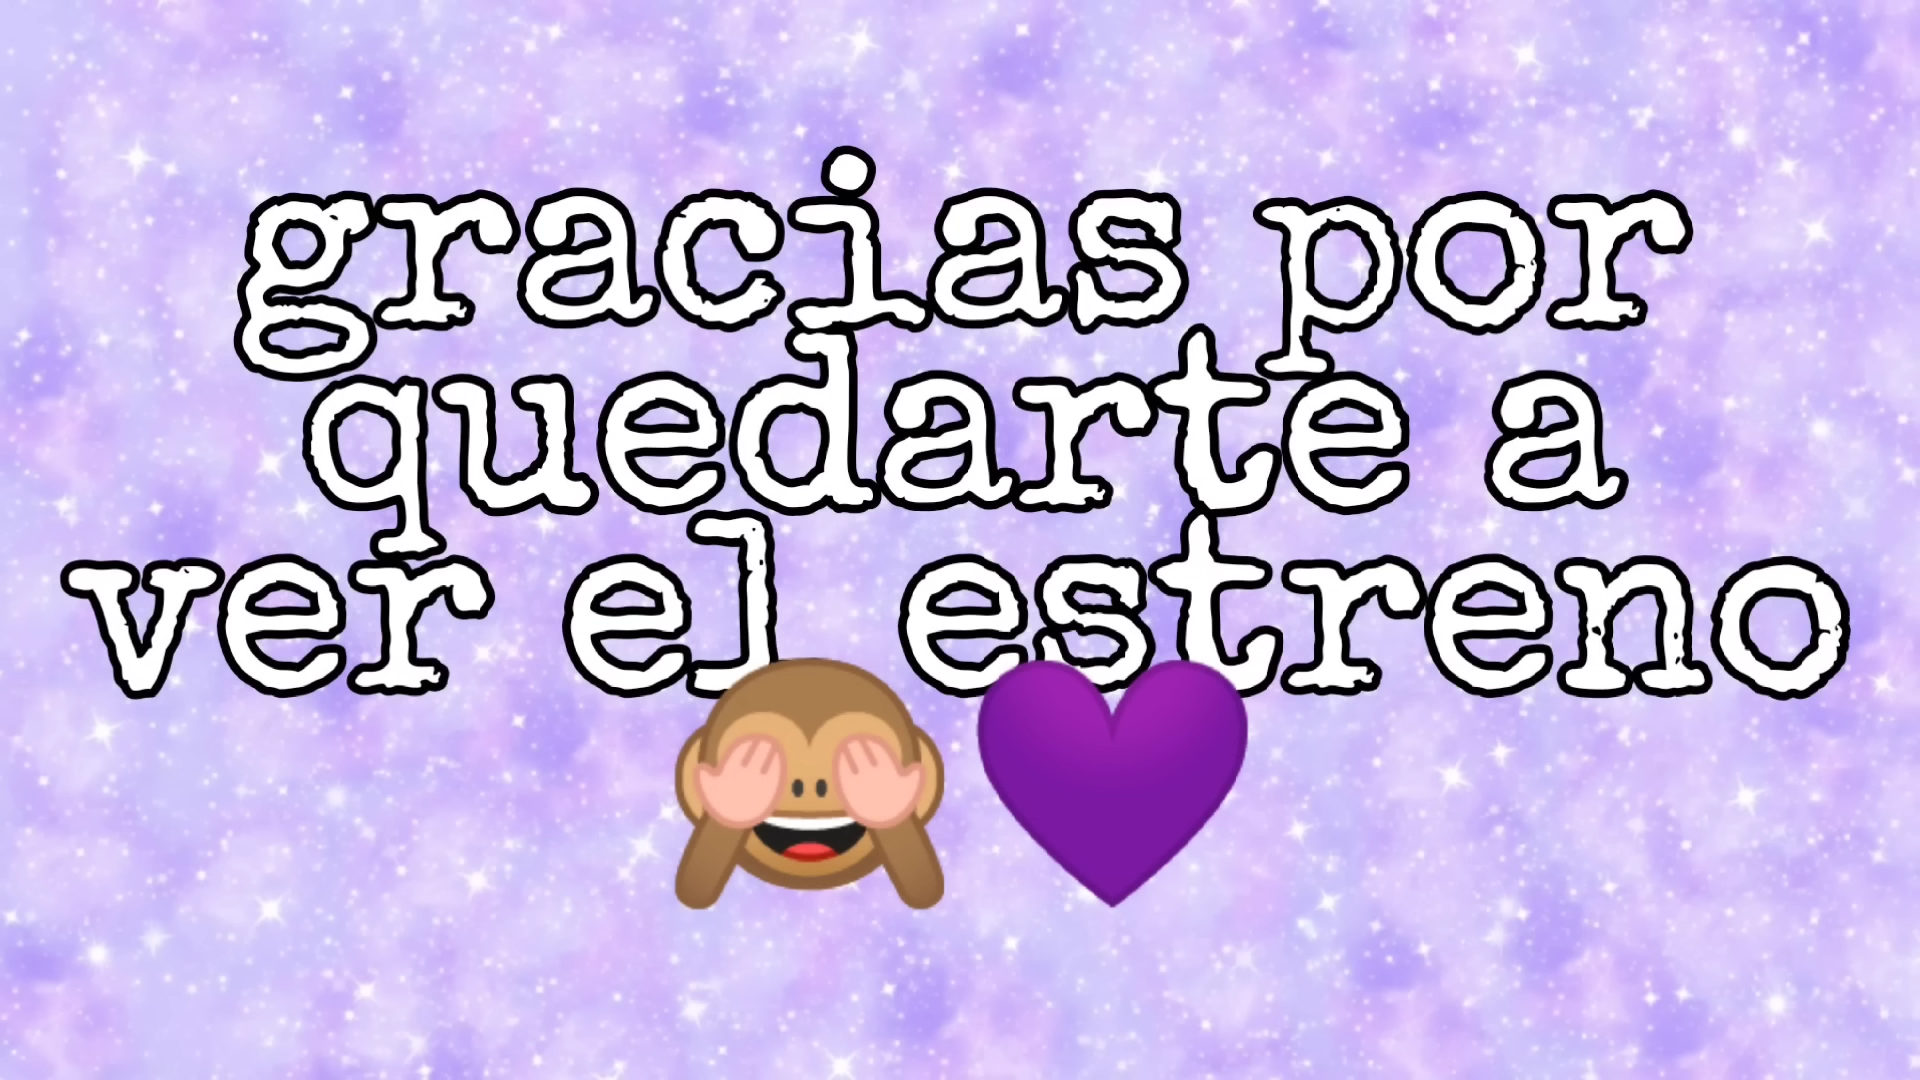 gracias por
quedarte a
ver el estreno
🙈💜